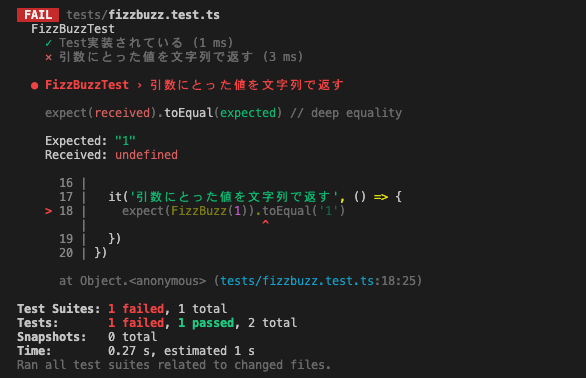 FAIL tests/fizzbuzz.test.ts
FizzBuzzTest
✓ Test実装されている (1 ms)
✕ 引数にとった値を文字列で返す (3 ms)
● FizzBuzzTest › 引数にとった値を文字列で返す
expect(received).toEqual(expected) // deep equality
Expected: "1"
Received: undefined
16 |
17 |   it('引数にとった値を文字列で返す', () => {
> 18 |     expect(FizzBuzz(1)).toEqual('1')
|                         ^
19 |   })
20 | })
at Object.<anonymous> (tests/fizzbuzz.test.ts:18:25)
Test Suites: 1 failed, 1 total
Tests:       1 failed, 1 passed, 2 total
Snapshots:   0 total
Time:        0.27 s, estimated 1 s
Ran all test suites related to changed files.